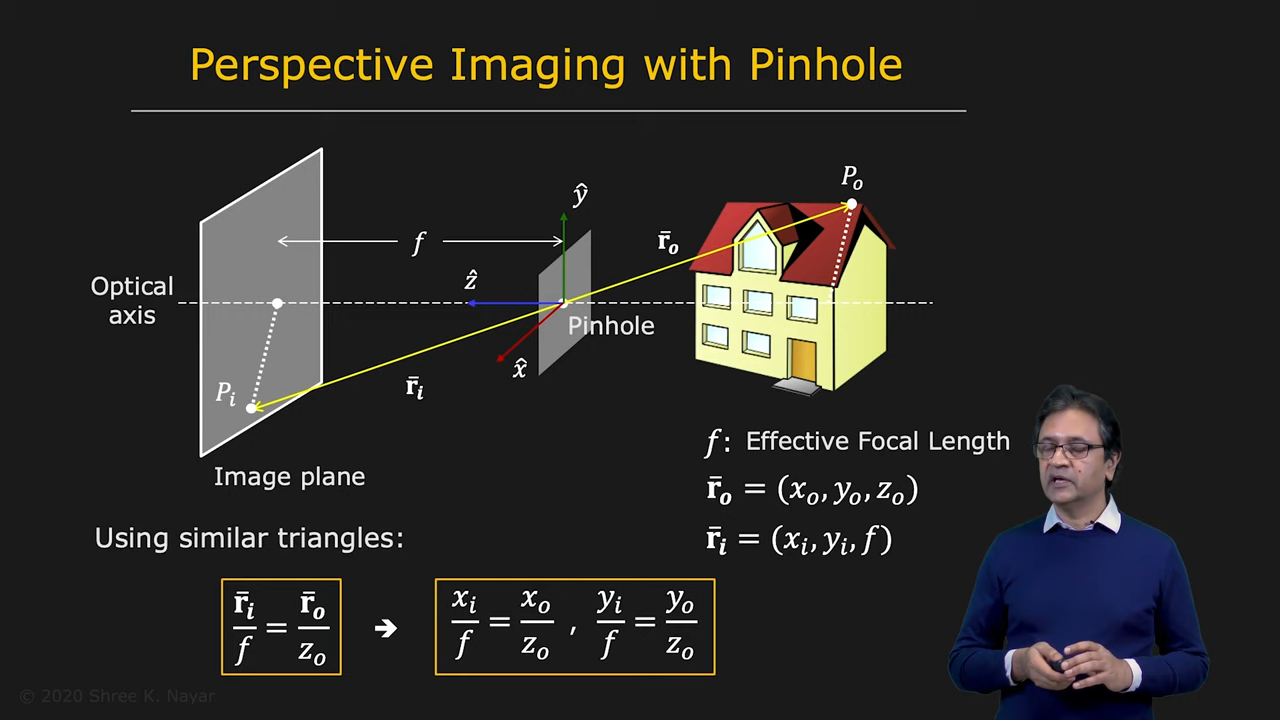 Perspective Imaging with Pinhole
P_o
ŷ
f
r̄_o
ẑ
Optical
axis
Pinhole
x̂
P_i
r̄_i
f: Effective Focal Length
Image plane
r̄_o = (x_o, y_o, z_o)
Using similar triangles:
r̄_i = (x_i, y_i, f)
r̄_i/f = r̄_o/z_o ➔ x_i/f = x_o/z_o , y_i/f = y_o/z_o
© 2020 Shree K. Nayar